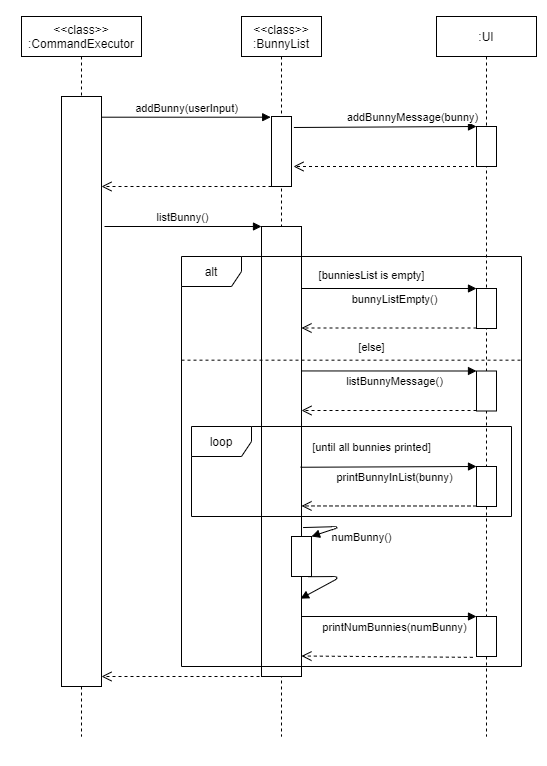 <<class>>
:CommandExecutor
<<class>>
:BunnyList
:UI
addBunny(userInput)
addBunnyMessage(bunny)
listBunny()
alt
[bunniesList is empty]
bunnyListEmpty()
[else]
listBunnyMessage()
loop
[until all bunnies printed]
printBunnyInList(bunny)
numBunny()
printNumBunnies(numBunny)